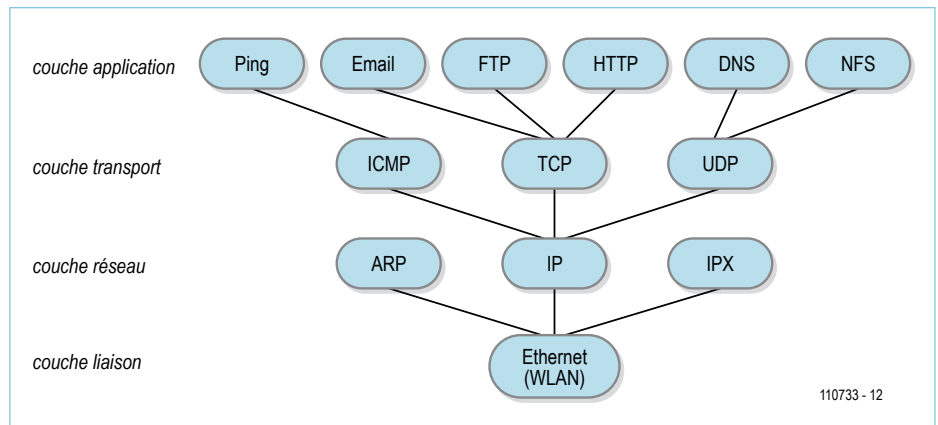 couche application Ping Email FTP HTTP DNS NFS
couche transport ICMP TCP UDP
couche réseau ARP IP IPX
couche liaison Ethernet
(WLAN)
110733 - 12